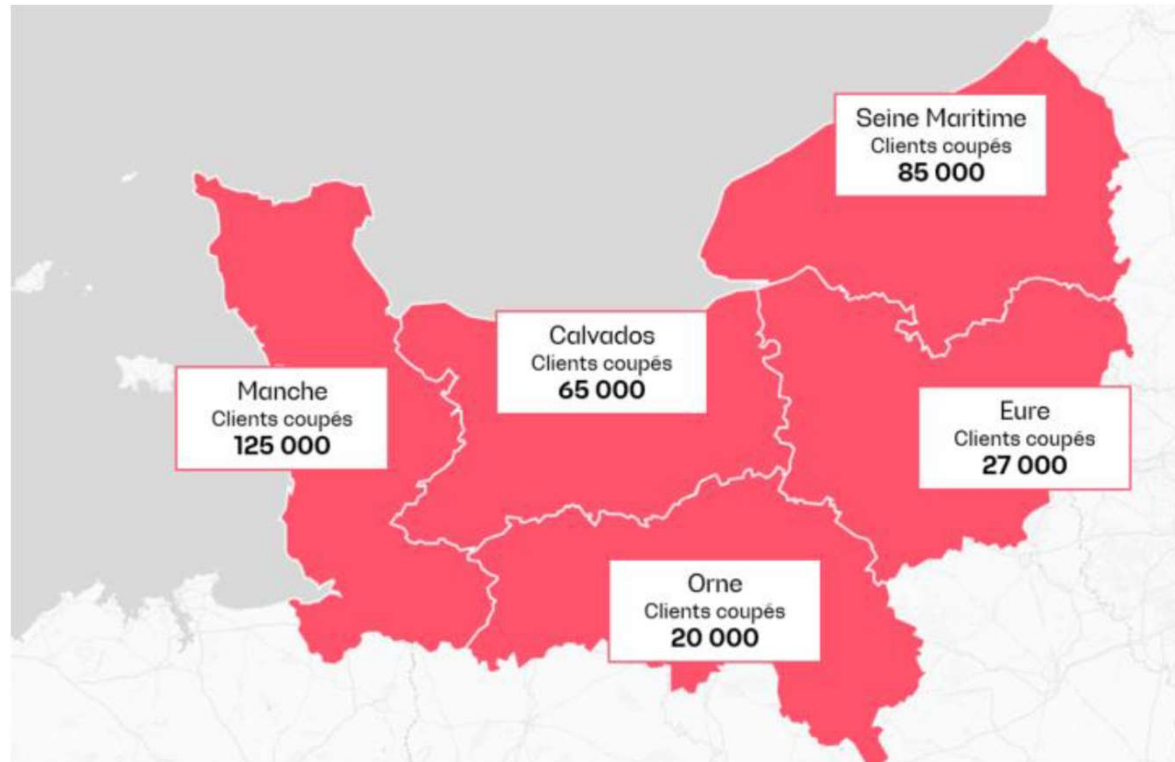 Seine Maritime
Clients coupés
85 000
Calvados
Clients coupés
65 000
Manche
Clients coupés
125 000
Eure
Clients coupés
27 000
Orne
Clients coupés
20 000